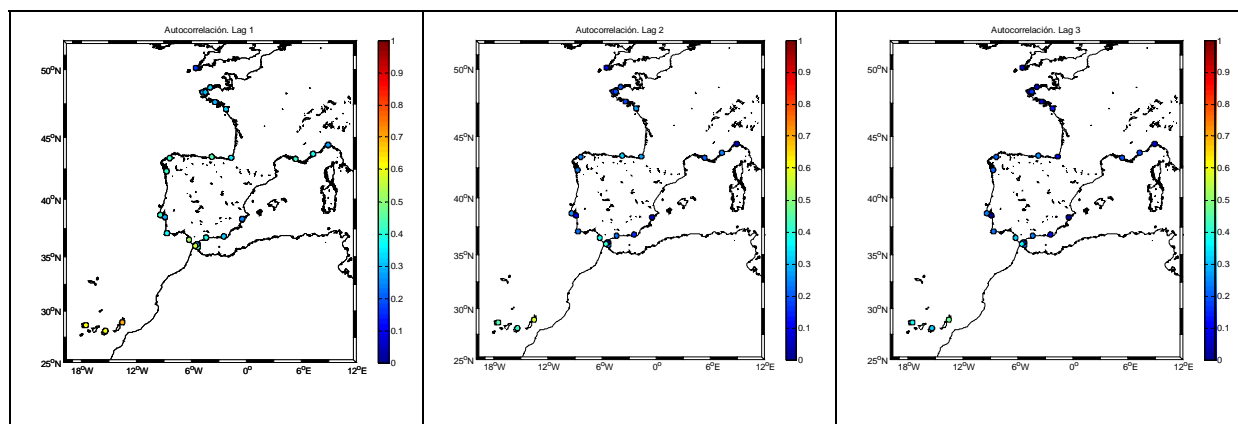 Autocorrelación. Lag 1
50°N
45°N
40°N
35°N
30°N
25°N
18°W
12°W
6°W
0°
6°E
12°E
1
0.9
0.8
0.7
0.6
0.5
0.4
0.3
0.2
0.1
0
Autocorrelación. Lag 2
50°N
45°N
40°N
35°N
30°N
25°N
18°W
12°W
6°W
0°
6°E
12°E
1
0.9
0.8
0.7
0.6
0.5
0.4
0.3
0.2
0.1
0
Autocorrelación. Lag 3
50°N
45°N
40°N
35°N
30°N
25°N
18°W
12°W
6°W
0°
6°E
12°E
1
0.9
0.8
0.7
0.6
0.5
0.4
0.3
0.2
0.1
0